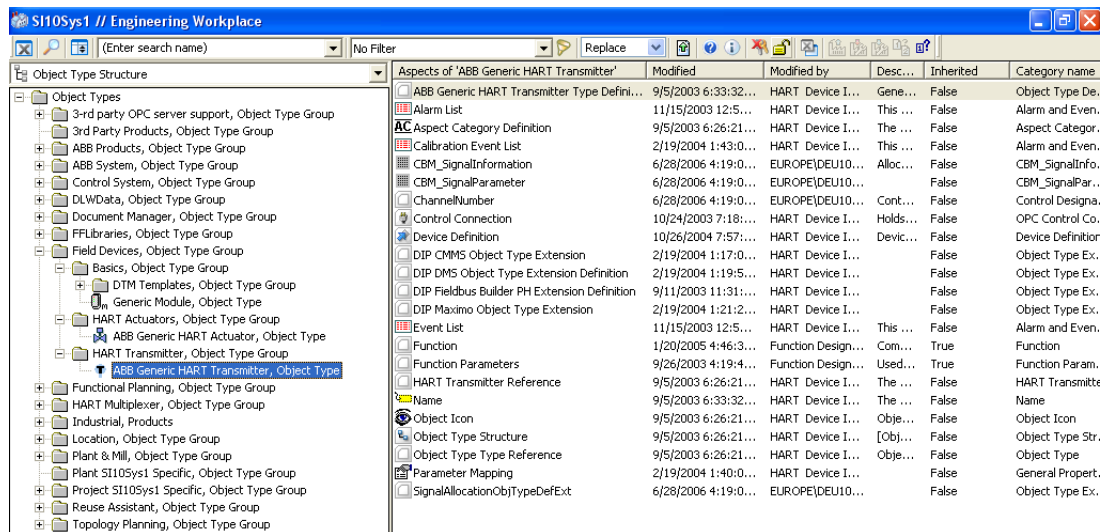 SI10Sys1 // Engineering Workplace
(Enter search name) No Filter Replace
Object Type Structure
Object Types
3-rd party OPC server support, Object Type Group
3rd Party Products, Object Type Group
ABB Products, Object Type Group
ABB System, Object Type Group
Control System, Object Type Group
DLWData, Object Type Group
Document Manager, Object Type Group
FFLibraries, Object Type Group
Field Devices, Object Type Group
Basics, Object Type Group
DTM Templates, Object Type Group
Generic Module, Object Type
HART Actuators, Object Type Group
ABB Generic HART Actuator, Object Type
HART Transmitter, Object Type Group
ABB Generic HART Transmitter, Object Type
Functional Planning, Object Type Group
HART Multiplexer, Object Type Group
Industrial, Products
Location, Object Type Group
Plant & Mill, Object Type Group
Plant SI10Sys1 Specific, Object Type Group
Project SI10Sys1 Specific, Object Type Group
Reuse Assistant, Object Type Group
Topology Planning, Object Type Group
Aspects of 'ABB Generic HART Transmitter' Modified Modified by Desc... Inherited Category name
ABB Generic HART Transmitter Type Defini... 9/5/2003 6:33:32... HART Device I... Gene... False Object Type De...
Alarm List 11/15/2003 12:5... HART Device I... This ... False Alarm and Even...
AC Aspect Category Definition 9/5/2003 6:26:21... HART Device I... The ... False Aspect Categor...
Calibration Event List 2/19/2004 1:43:0... HART Device I... This ... False Alarm and Even...
CBM_SignalInformation 6/28/2006 4:19:0... EUROPE\DEU10... Alloc... False CBM_SignalInfo...
CBM_SignalParameter 6/28/2006 4:19:0... EUROPE\DEU10... False CBM_SignalPar...
ChannelNumber 6/28/2006 4:19:0... EUROPE\DEU10... Cont... False Control Designa...
Control Connection 10/24/2003 7:18:... HART Device I... Holds... False OPC Control Co...
Device Definition 10/26/2004 7:57:... HART Device I... Devic... False Device Definition
DIP CMMS Object Type Extension 2/19/2004 1:17:0... HART Device I... False Object Type Ex...
DIP DMS Object Type Extension Definition 2/19/2004 1:19:5... HART Device I... False Object Type Ex...
DIP Fieldbus Builder PH Extension Definition 9/11/2003 11:31:... HART Device I... False Object Type Ex...
DIP Maximo Object Type Extension 2/19/2004 1:21:2... HART Device I... False Object Type Ex...
Event List 11/15/2003 12:5... HART Device I... This ... False Alarm and Even...
Function 1/20/2005 4:46:3... Function Design... Com... True Function
Function Parameters 9/26/2003 4:19:4... Function Design... Used... True Function Param...
HART Transmitter Reference 9/5/2003 6:26:21... HART Device I... The ... False HART Transmitte
Name 9/5/2003 6:33:32... HART Device I... The ... False Name
Object Icon 9/5/2003 6:26:21... HART Device I... Obje... False Object Icon
Object Type Structure 9/5/2003 6:26:21... HART Device I... [Obj... False Object Type Str...
Object Type Type Reference 9/5/2003 6:26:21... HART Device I... Obje... False Object Type
Parameter Mapping 2/19/2004 1:40:0... HART Device I... False General Propert...
SignalAllocationObjTypeDefExt 6/28/2006 4:19:0... EUROPE\DEU10... False Object Type Ex...